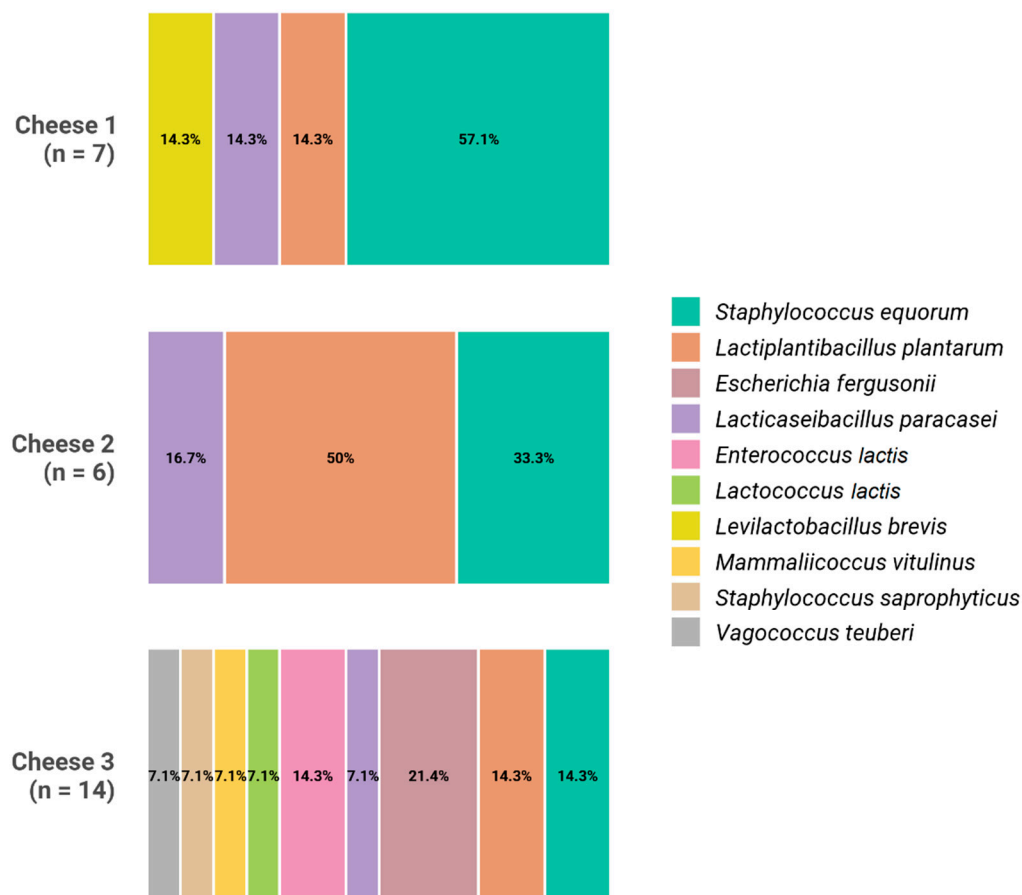 Cheese 1
(n = 7)
14.3%
14.3%
14.3%
57.1%
Cheese 2
(n = 6)
16.7%
50%
33.3%
Staphylococcus equorum
Lactiplantibacillus plantarum
Escherichia fergusonii
Lacticaseibacillus paracasei
Enterococcus lactis
Lactococcus lactis
Levilactobacillus brevis
Mammaliicoccus vitulinus
Staphylococcus saprophyticus
Vagococcus teuberi
Cheese 3
(n = 14)
7.1%
7.1%
7.1%
7.1%
14.3%
7.1%
21.4%
14.3%
14.3%